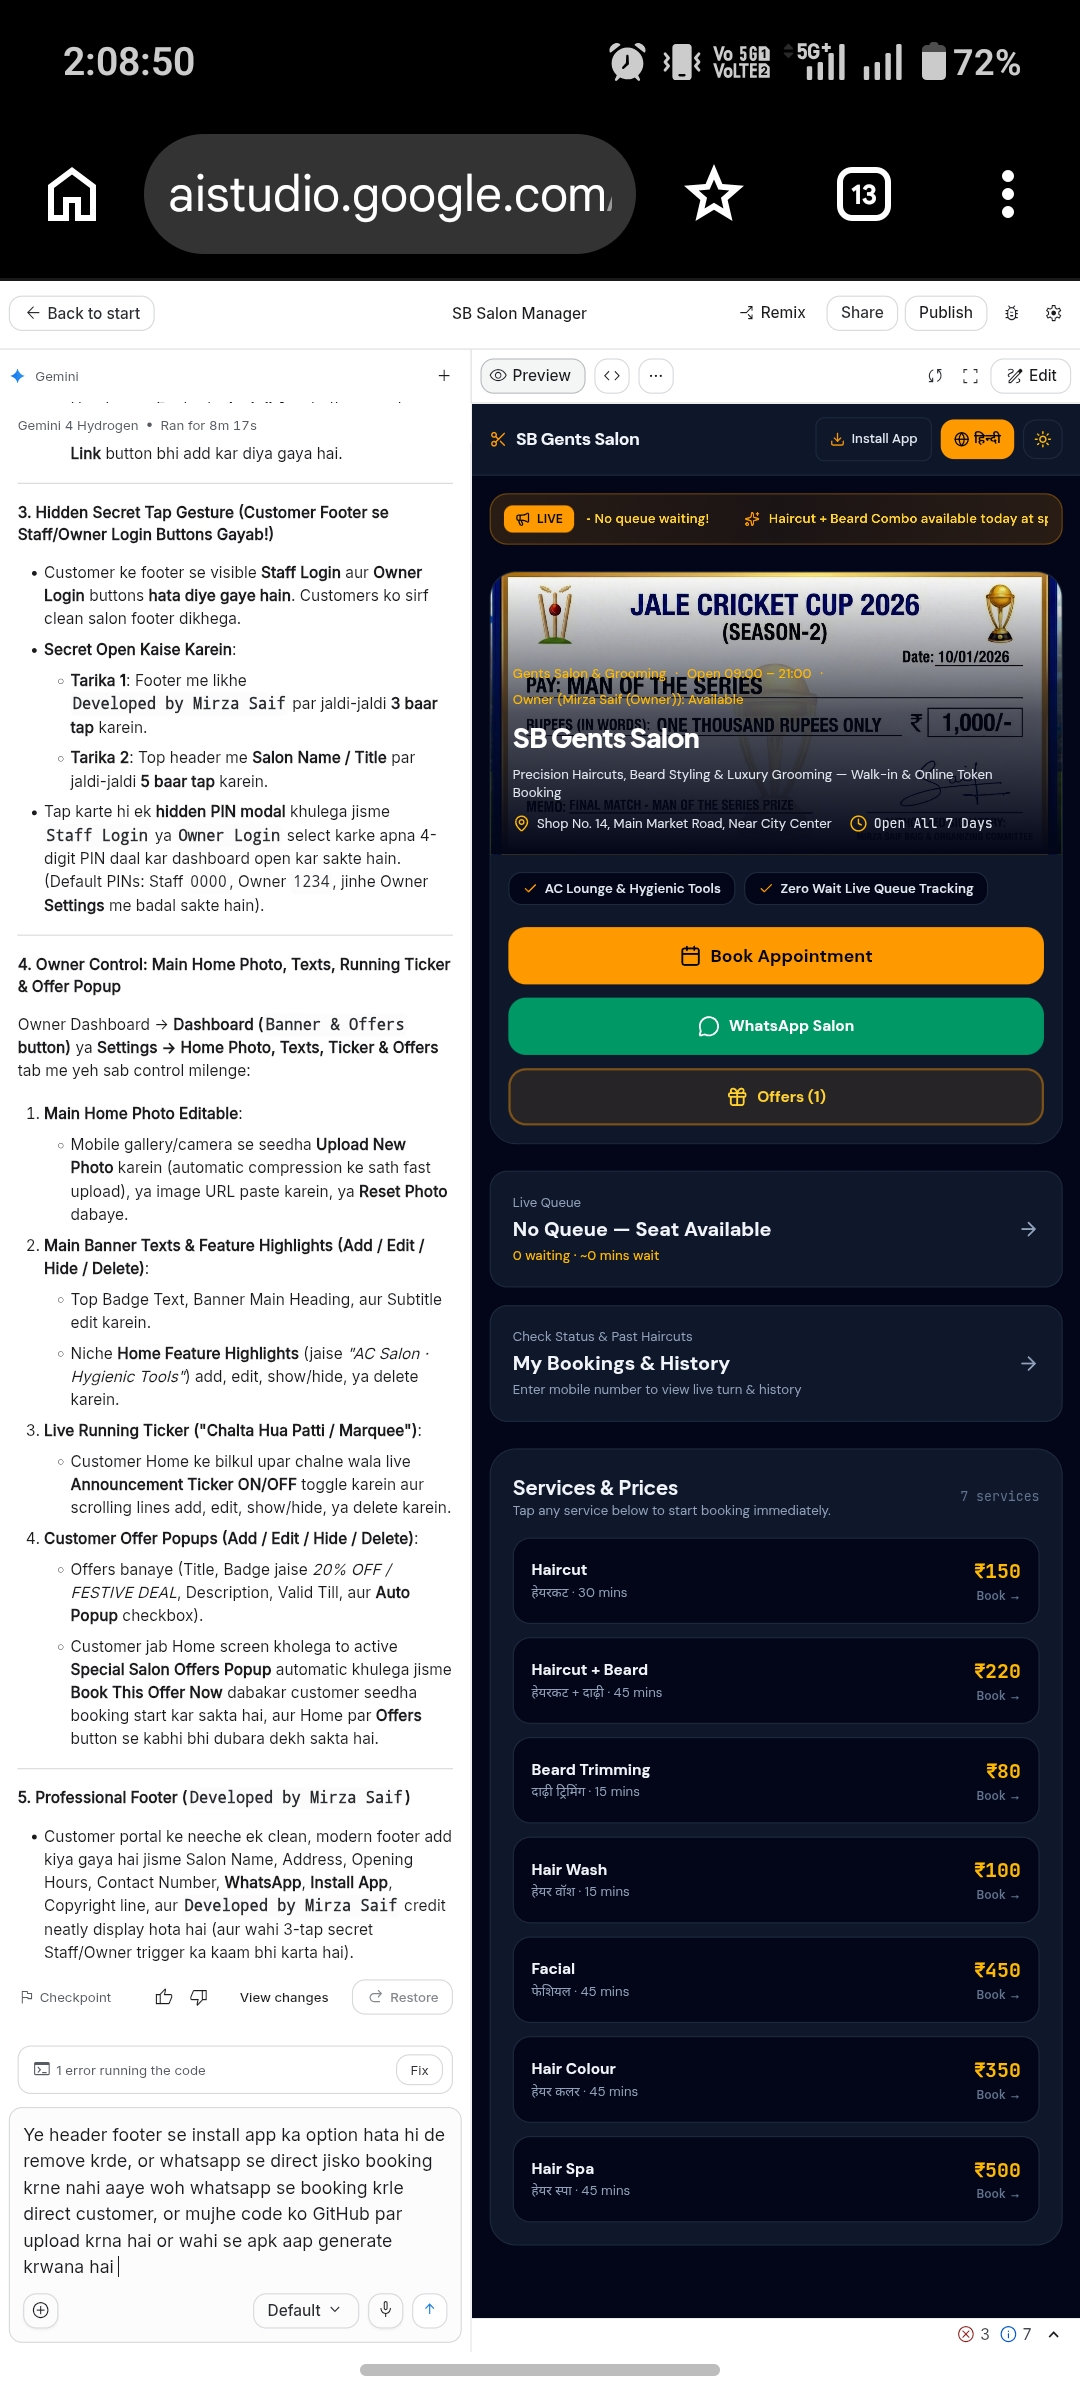 2:08:50
Vo 5G 1
VoLTE 2
5G+
72%
aistudio.google.com/
13
Back to start
SB Salon Manager
Remix
Share
Publish
Gemini
Gemini 4 Hydrogen • Ran for 8m 17s
Link button bhi add kar diya gaya hai.
3. Hidden Secret Tap Gesture (Customer Footer se
Staff/Owner Login Buttons Gayab!)
• Customer ke footer se visible Staff Login aur Owner
Login buttons hata diye gaye hain. Customers ko sirf
clean salon footer dikhega.
• Secret Open Kaise Karein:
○ Tarika 1: Footer me likhe
Developed by Mirza Saif par jaldi-jaldi 3 baar
tap karein.
○ Tarika 2: Top header me Salon Name / Title par
jaldi-jaldi 5 baar tap karein.
• Tap karte hi ek hidden PIN modal khulega jisme
Staff Login ya Owner Login select karke apna 4-
digit PIN daal kar dashboard open kar sakte hain.
(Default PINs: Staff 0000, Owner 1234, jinhe Owner
Settings me badal sakte hain).
4. Owner Control: Main Home Photo, Texts, Running Ticker
& Offer Popup
Owner Dashboard → Dashboard (Banner & Offers
button) ya Settings → Home Photo, Texts, Ticker & Offers
tab me yeh sab control milenge:
1. Main Home Photo Editable:
○ Mobile gallery/camera se seedha Upload New
Photo karein (automatic compression ke sath fast
upload), ya image URL paste karein, ya Reset Photo
dabaye.
2. Main Banner Texts & Feature Highlights (Add / Edit /
Hide / Delete):
○ Top Badge Text, Banner Main Heading, aur Subtitle
edit karein.
○ Niche Home Feature Highlights (jaise "AC Salon ·
Hygienic Tools") add, edit, show/hide, ya delete
karein.
3. Live Running Ticker ("Chalta Hua Patti / Marquee"):
○ Customer Home ke bilkul upar chalne wala live
Announcement Ticker ON/OFF toggle karein aur
scrolling lines add, edit, show/hide, ya delete karein.
4. Customer Offer Popups (Add / Edit / Hide / Delete):
○ Offers banaye (Title, Badge jaise 20% OFF /
FESTIVE DEAL, Description, Valid Till, aur Auto
Popup checkbox).
○ Customer jab Home screen kholega to active
Special Salon Offers Popup automatic khulega jisme
Book This Offer Now dabakar customer seedha
booking start kar sakta hai, aur Home par Offers
button se kabhi bhi dubara dekh sakta hai.
5. Professional Footer (Developed by Mirza Saif)
• Customer portal ke neeche ek clean, modern footer add
kiya gaya hai jisme Salon Name, Address, Opening
Hours, Contact Number, WhatsApp, Install App,
Copyright line, aur Developed by Mirza Saif credit
neatly display hota hai (aur wahi 3-tap secret
Staff/Owner trigger ka kaam bhi karta hai).
Checkpoint
View changes
Restore
1 error running the code
Fix
Ye header footer se install app ka option hata hi de
remove krde, or whatsapp se direct jisko booking
krne nahi aaye woh whatsapp se booking krle
direct customer, or mujhe code ko GitHub par
upload krna hai or wahi se apk aap generate
krwana hai
Default
Preview
Edit
SB Gents Salon
Install App
हिन्दी
LIVE
- No queue waiting!
Haircut + Beard Combo available today at sp
JALE CRICKET CUP 2026
(SEASON-2)
Date: 10/01/2026
Gents Salon & Grooming · Open 09:00 – 21:00 ·
PAY: MAN OF THE SERIES
Owner (Mirza Saif (Owner)): Available
RUPEES (IN WORDS): ONE THOUSAND RUPEES ONLY
₹ 1,000/-
SB Gents Salon
Precision Haircuts, Beard Styling & Luxury Grooming — Walk-in & Online Token
Booking
MEMO: FINAL MATCH - MAN OF THE SERIES PRIZE
Shop No. 14, Main Market Road, Near City Center
Open All 7 Days
AC Lounge & Hygienic Tools
Zero Wait Live Queue Tracking
Book Appointment
WhatsApp Salon
Offers (1)
Live Queue
No Queue — Seat Available
0 waiting · ~0 mins wait
Check Status & Past Haircuts
My Bookings & History
Enter mobile number to view live turn & history
Services & Prices
Tap any service below to start booking immediately.
7 services
Haircut
हेयरकट · 30 mins
₹150
Book →
Haircut + Beard
हेयरकट + दाढ़ी · 45 mins
₹220
Book →
Beard Trimming
दाढ़ी ट्रिमिंग · 15 mins
₹80
Book →
Hair Wash
हेयर वॉश · 15 mins
₹100
Book →
Facial
फेशियल · 45 mins
₹450
Book →
Hair Colour
हेयर कलर · 45 mins
₹350
Book →
Hair Spa
हेयर स्पा · 45 mins
₹500
Book →
3
7